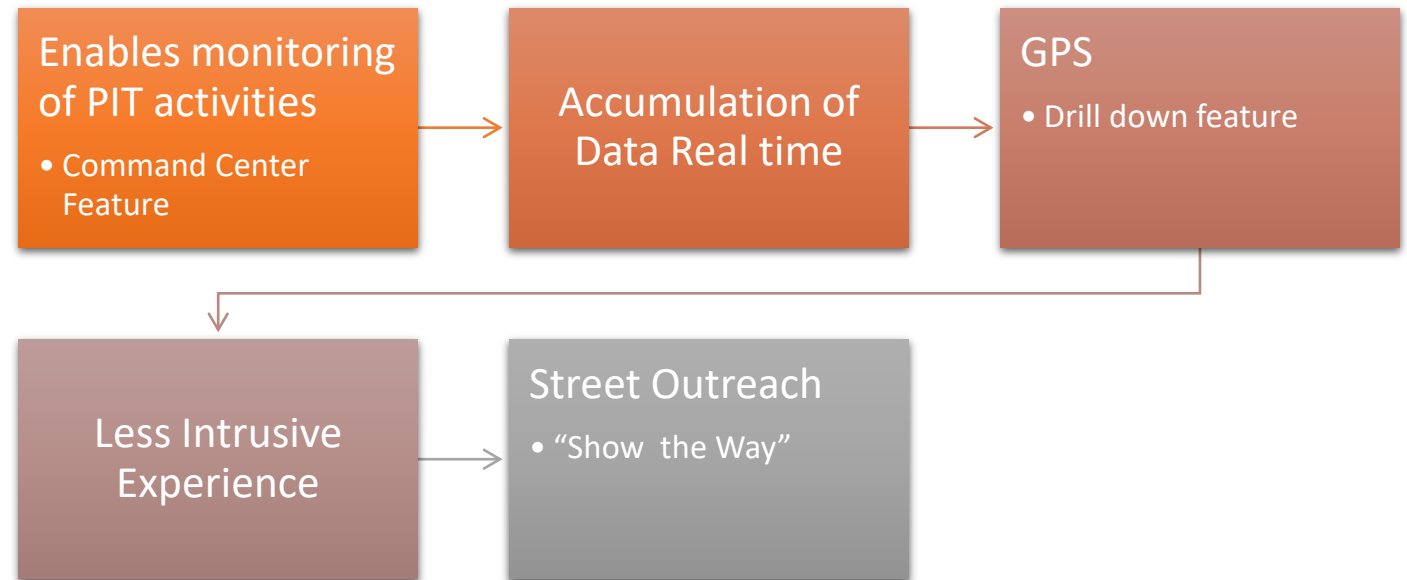 Enables monitoring
of PIT activities
• Command Center
Feature
Accumulation of
Data Real time
GPS
• Drill down feature
Less Intrusive
Experience
Street Outreach
• “Show the Way”